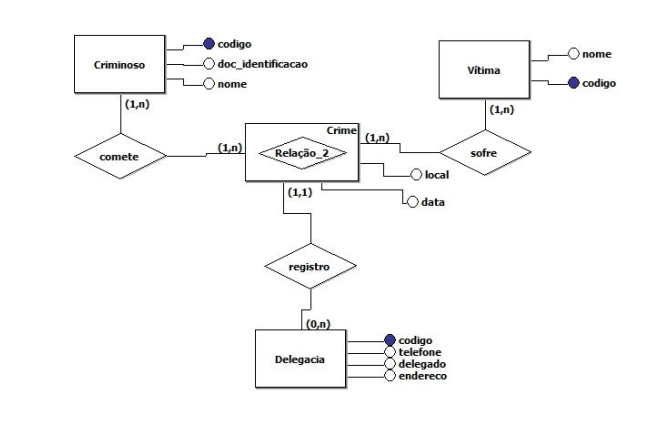 Criminoso
codigo
doc_identificacao
nome
(1,n)
Vítima
nome
codigo
(1,n)
comete
(1,n)
Crime
Relação_2
(1,n)
sofre
local
data
(1,1)
registro
(0,n)
Delegacia
codigo
telefone
delegado
endereco